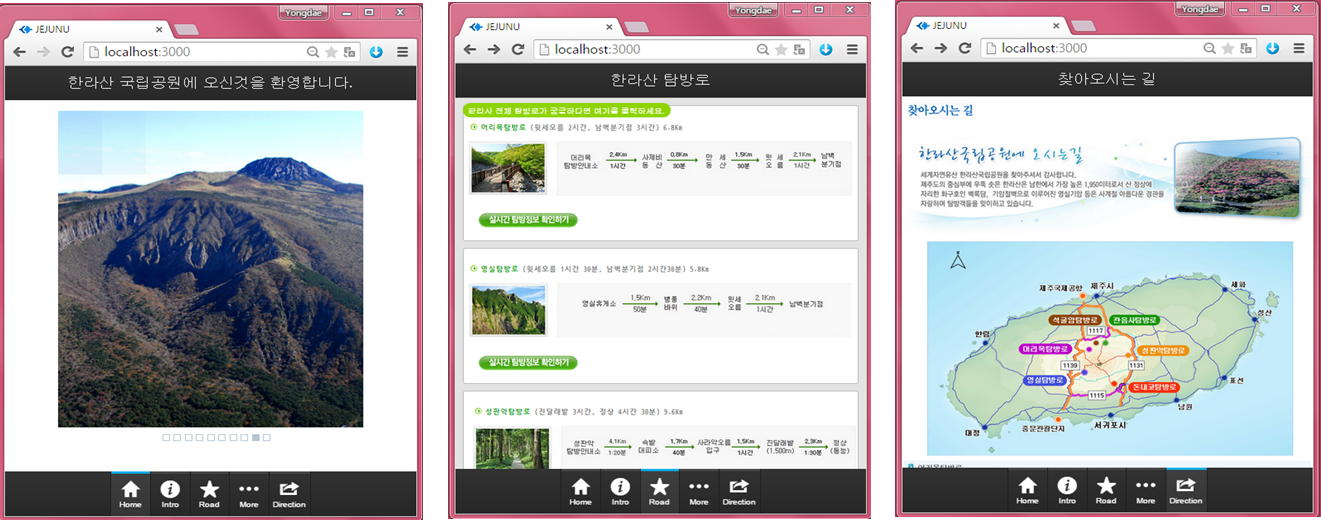 Yongdae
JEJUNU
localhost:3000
한라산 국립공원에 오신것을 환영합니다.
Home
Intro
Road
More
Direction
Yongdae
JEJUNU
localhost:3000
한라산 탐방로
한라산 전체 탐방로가 궁금하다면 여기를 클릭하세요.
어리목탐방로 (윗세오름 2시간, 남벽분기점 3시간) 6.8Km
어리목 탐방안내소
2.4Km
1시간
사제비 동산
0.8Km
30분
만세 동산
1.5Km
30분
윗세 오름
2.1Km
1시간
남벽 분기점
실시간 탐방정보 확인하기
영실탐방로 (윗세오름 1시간 30분, 남벽분기점 2시간30분) 5.8Km
영실휴게소
1.5Km
50분
병풍 바위
2.2Km
40분
윗세 오름
2.1Km
1시간
남벽분기점
실시간 탐방정보 확인하기
성판악탐방로 (진달래밭 3시간, 정상 4시간 30분) 9.6Km
성판악 탐방안내소
4.1Km
1:20분
속밭 대피소
1.7Km
40분
사라악오름 입구
1.5Km
1시간
진달래밭 (1,500m)
2.3Km
1:30분
정상 (동능)
Home
Intro
Road
More
Direction
Yongdae
JEJUNU
localhost:3000
찾아오시는 길
찾아오시는 길
한라산국립공원에 오시는길
세계자연유산 한라산국립공원을 찾아주셔서 감사합니다.
제주도의 중심부에 우뚝 솟은 한라산은 남한에서 가장 높은 1,950미터로서 산 정상에
자리한 화구호인 백록담, 기암절벽으로 이루어진 영실기암 등은 사계절 아름다운 경관을
자랑하며 탐방객들을 맞이하고 있습니다.
제주국제공항
제주시
세화
성산
한림
석굴암탐방로
관음사탐방로
1117
어리목탐방로
성판악탐방로
1139
1131
영실탐방로
돈내코탐방로
1115
표선
남원
대정
중문관광단지
서귀포시
어리목탐방로
Home
Intro
Road
More
Direction